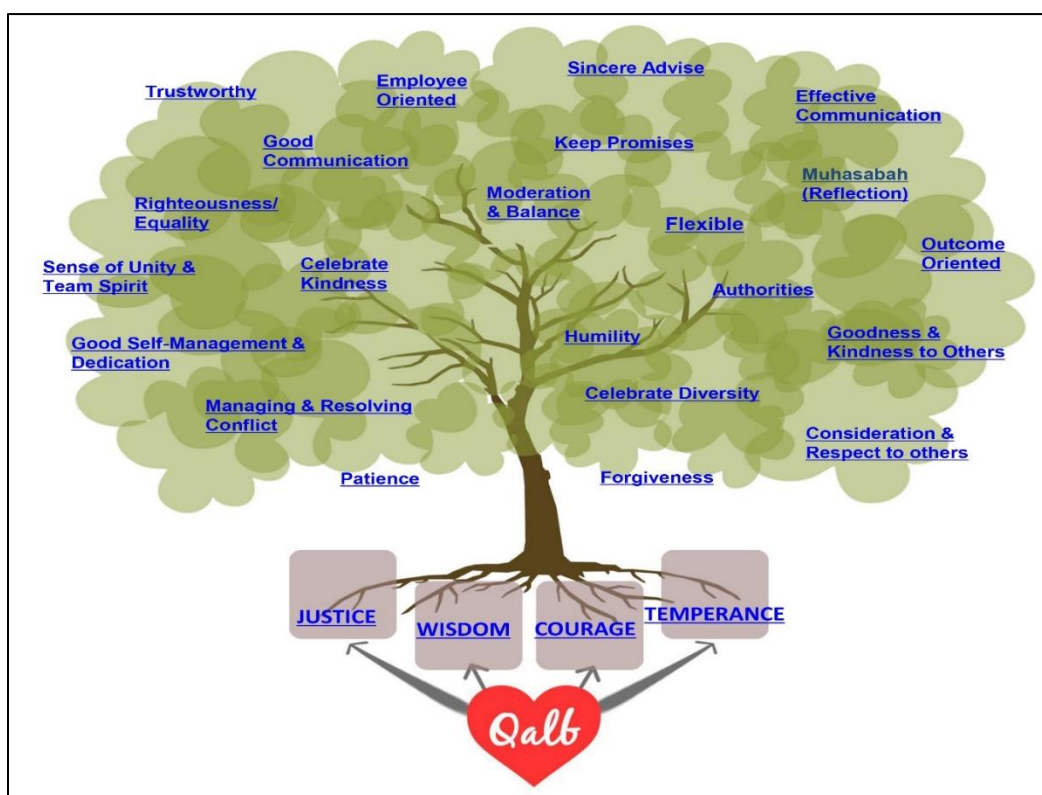 Sincere Advise
Employee
Oriented
Trustworthy
Effective
Communication
Good
Communication
Keep Promises
Muhasabah
(Reflection)
Moderation
& Balance
Righteousness/
Equality
Flexible
Outcome
Oriented
Sense of Unity &
Team Spirit
Celebrate
Kindness
Authorities
Humility
Goodness &
Kindness to Others
Good Self-Management &
Dedication
Celebrate Diversity
Managing & Resolving
Conflict
Consideration &
Respect to others
Patience
Forgiveness
JUSTICE
WISDOM
COURAGE
TEMPERANCE
Qalb